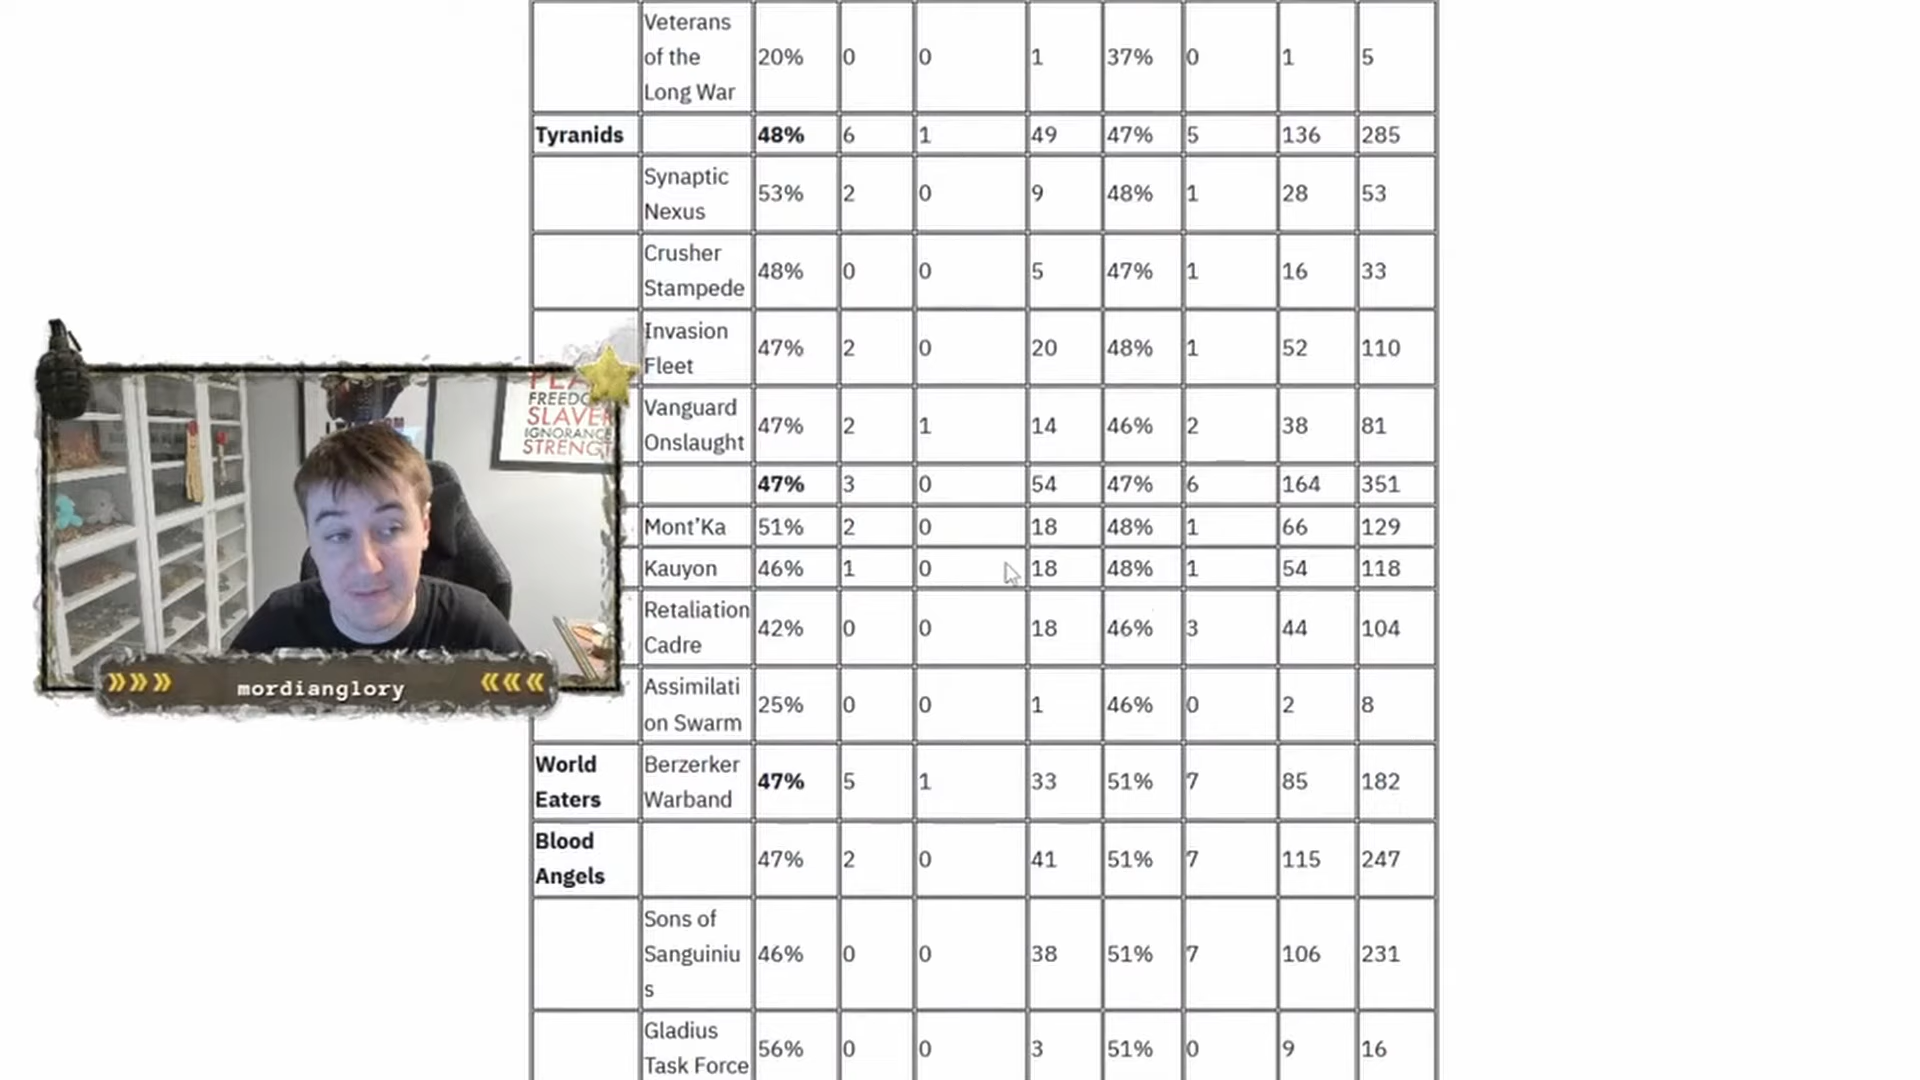 Veterans
of the
Long War
20% 0 0 1 37% 0 1 5
Tyranids 48% 6 1 49 47% 5 136 285
Synaptic
Nexus
53% 2 0 9 48% 1 28 53
Crusher
Stampede
48% 0 0 5 47% 1 16 33
Invasion
Fleet
47% 2 0 20 48% 1 52 110
Vanguard
Onslaught
47% 2 1 14 46% 2 38 81
47% 3 0 54 47% 6 164 351
Mont’Ka 51% 2 0 18 48% 1 66 129
Kauyon 46% 1 0 18 48% 1 54 118
Retaliation
Cadre
42% 0 0 18 46% 3 44 104
Assimilati
on Swarm
25% 0 0 1 46% 0 2 8
World
Eaters
Berzerker
Warband
47% 5 1 33 51% 7 85 182
Blood
Angels
47% 2 0 41 51% 7 115 247
Sons of
Sanguiniu
s
46% 0 0 38 51% 7 106 231
Gladius
Task Force
56% 0 0 3 51% 0 9 16
FREEDO
SLAVER
IGNORANCE
STRENGT
mordianglory